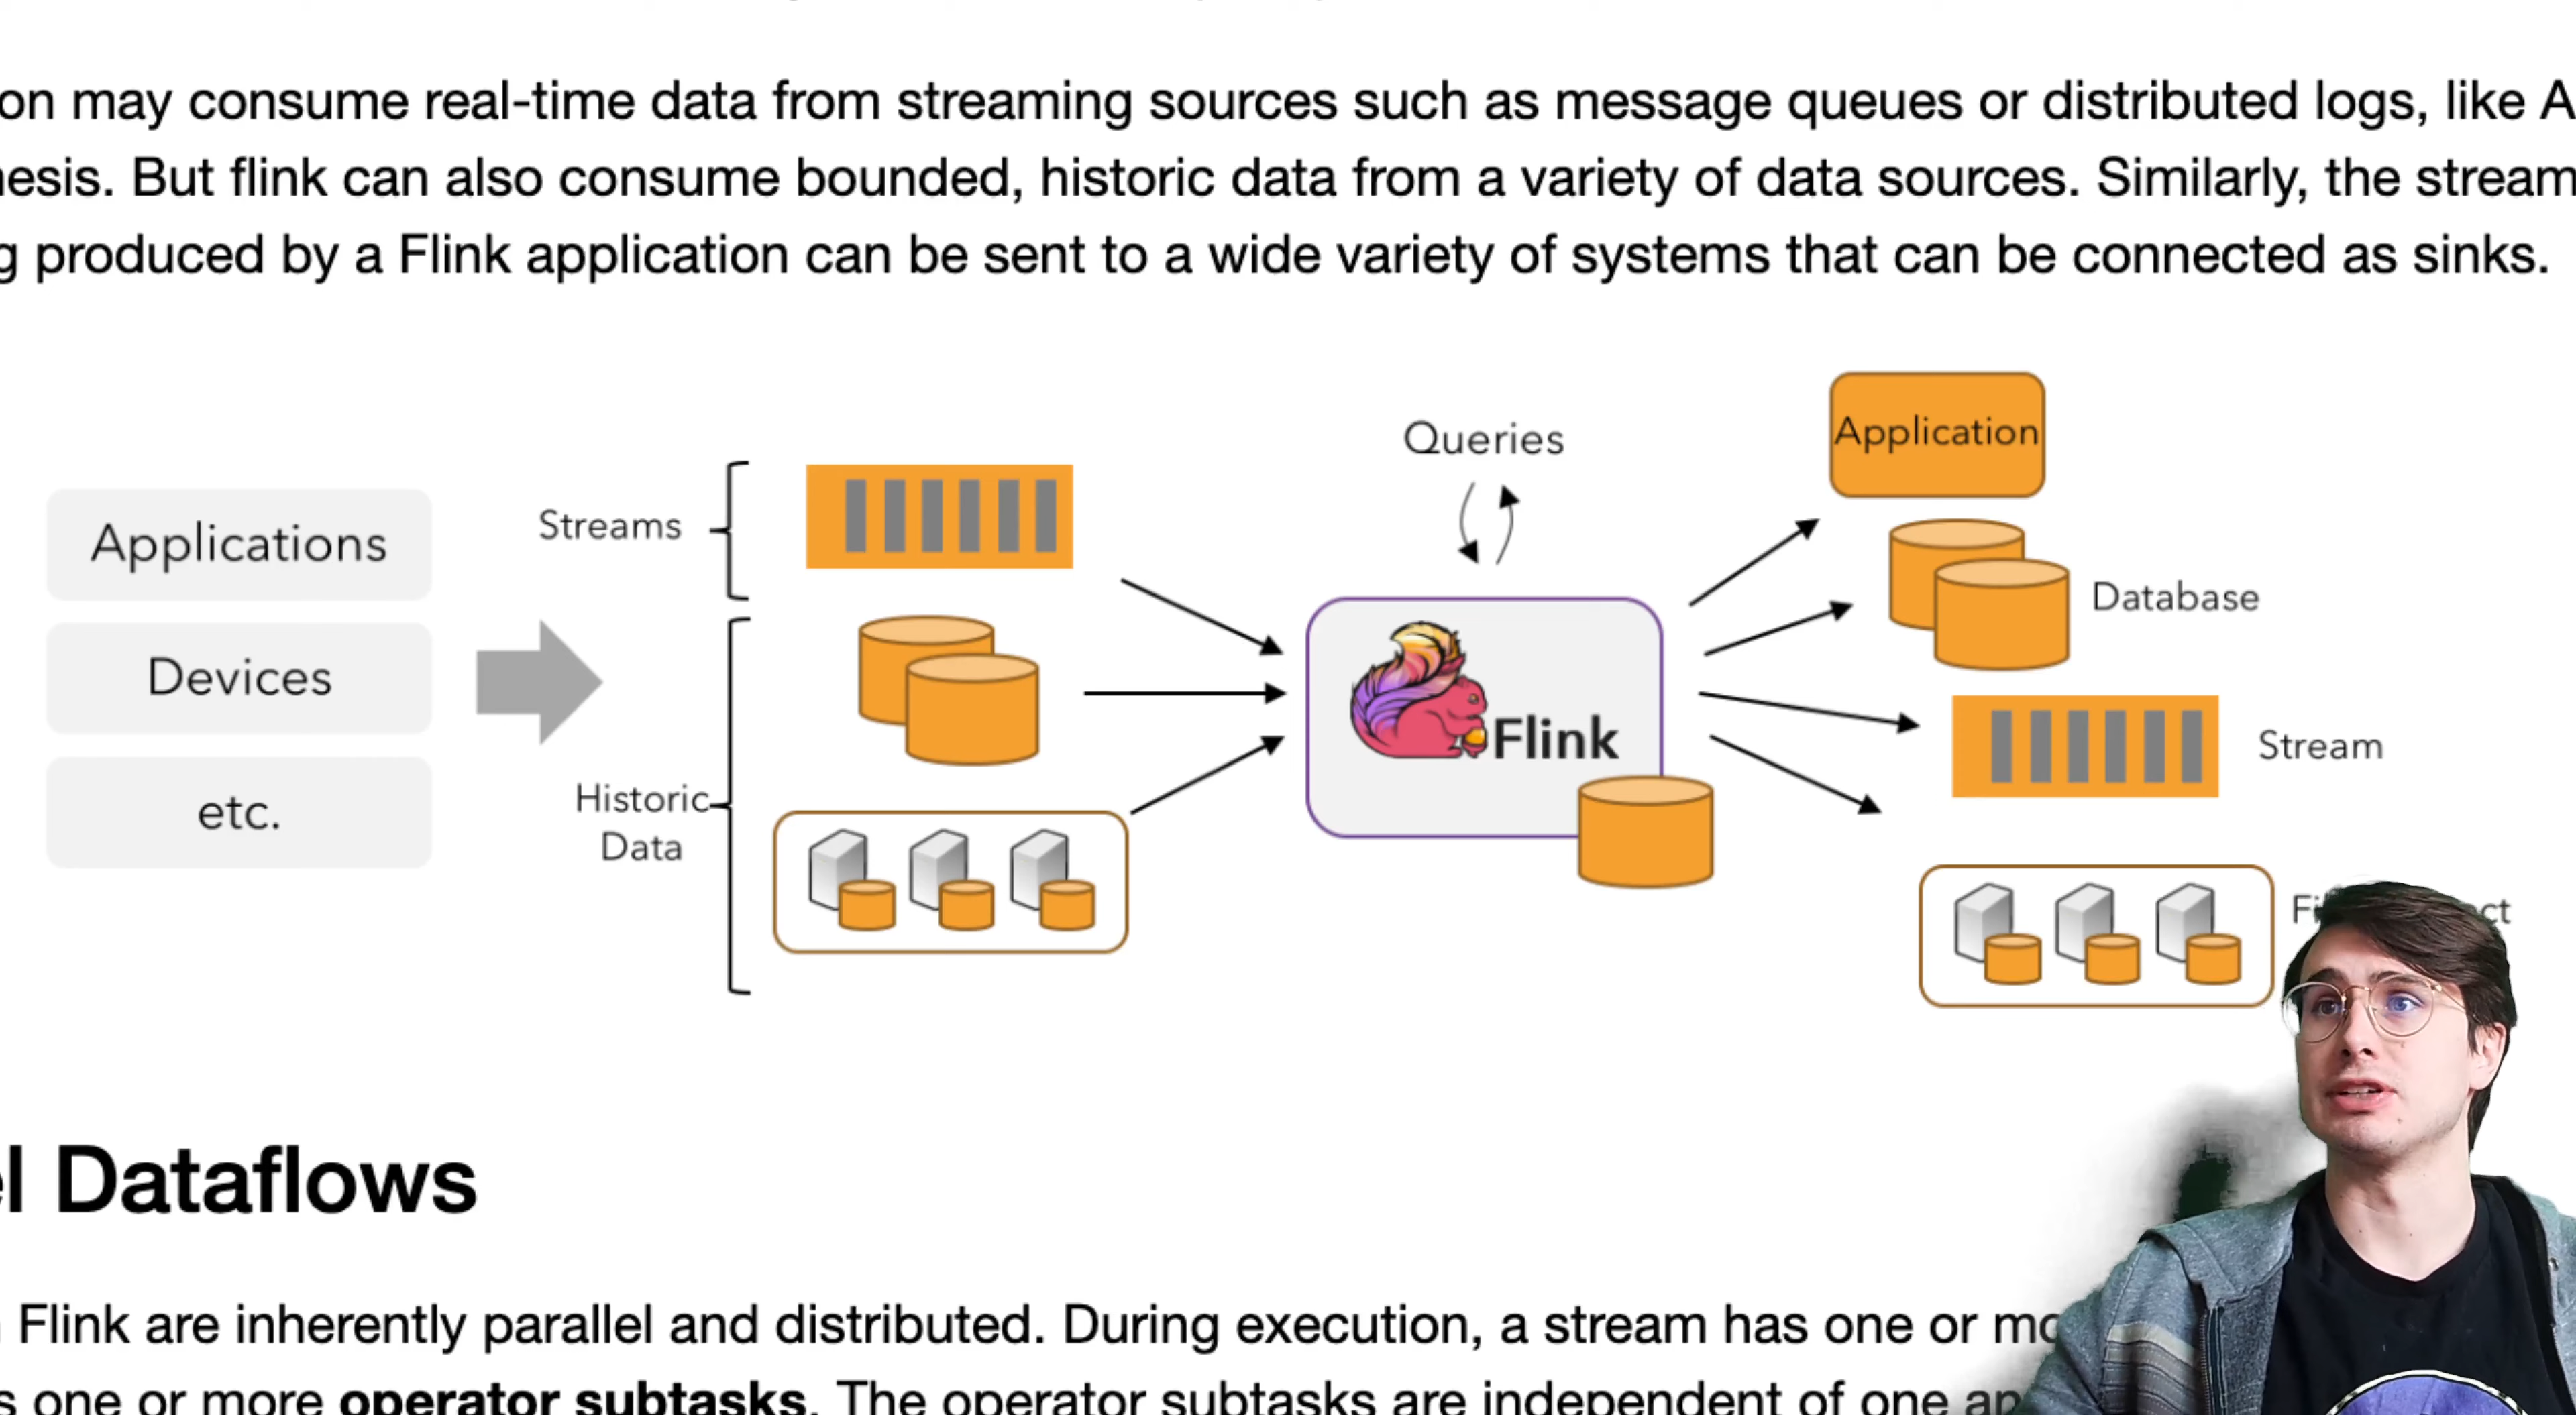 on may consume real-time data from streaming sources such as message queues or distributed logs, like A
nesis. But flink can also consume bounded, historic data from a variety of data sources. Similarly, the stream
g produced by a Flink application can be sent to a wide variety of systems that can be connected as sinks.
Queries
Application
Applications
Streams
Devices
Database
Flink
Stream
etc.
Historic
Data
el Dataflows
Flink are inherently parallel and distributed. During execution, a stream has one or mo
s one or more operator subtasks. The operator subtasks are independent of one an